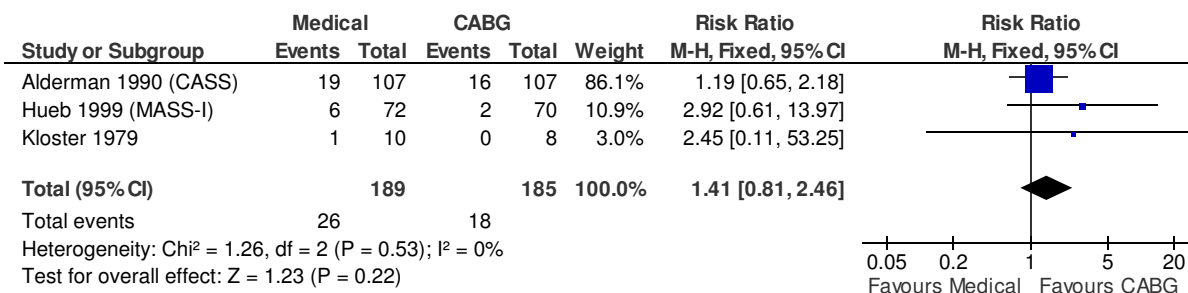 Medical CABG Risk Ratio Risk Ratio
Study or Subgroup Events Total Events Total Weight M-H, Fixed, 95% CI M-H, Fixed, 95% CI
Alderman 1990 (CASS) 19 107 16 107 86.1% 1.19 [0.65, 2.18]
Hueb 1999 (MASS-I) 6 72 2 70 10.9% 2.92 [0.61, 13.97]
Kloster 1979 1 10 0 8 3.0% 2.45 [0.11, 53.25]
Total (95% CI) 189 185 100.0% 1.41 [0.81, 2.46]
Total events 26 18
Heterogeneity: Chi² = 1.26, df = 2 (P = 0.53); I² = 0%
Test for overall effect: Z = 1.23 (P = 0.22)
0.05 0.2 1 5 20
Favours Medical Favours CABG